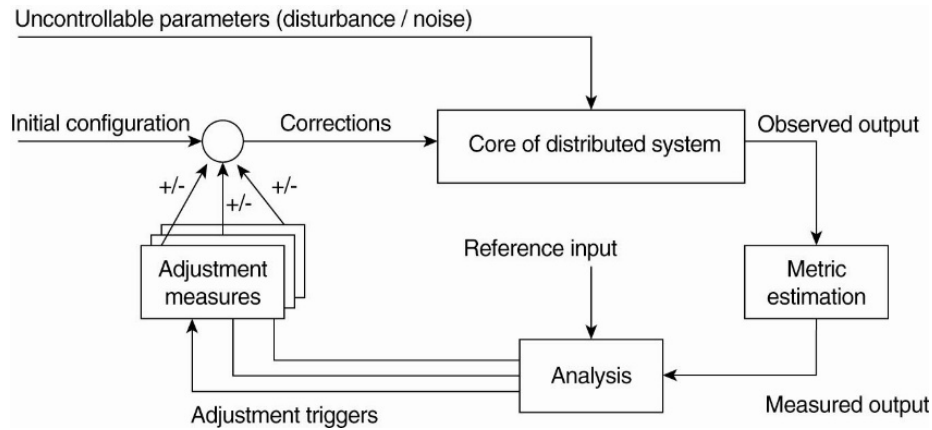 Uncontrollable parameters (disturbance / noise)
Initial configuration
Corrections
Core of distributed system
Observed output
+/-
+/-
+/-
Reference input
Adjustment
measures
Metric
estimation
Analysis
Adjustment triggers
Measured output